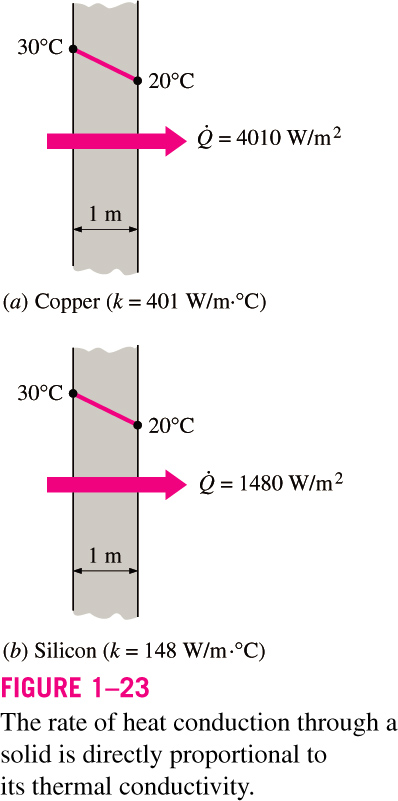 30°C
20°C
Q̇ = 4010 W/m²
1 m
(a) Copper (k = 401 W/m·°C)
30°C
20°C
Q̇ = 1480 W/m²
1 m
(b) Silicon (k = 148 W/m·°C)
FIGURE 1–23
The rate of heat conduction through a
solid is directly proportional to
its thermal conductivity.